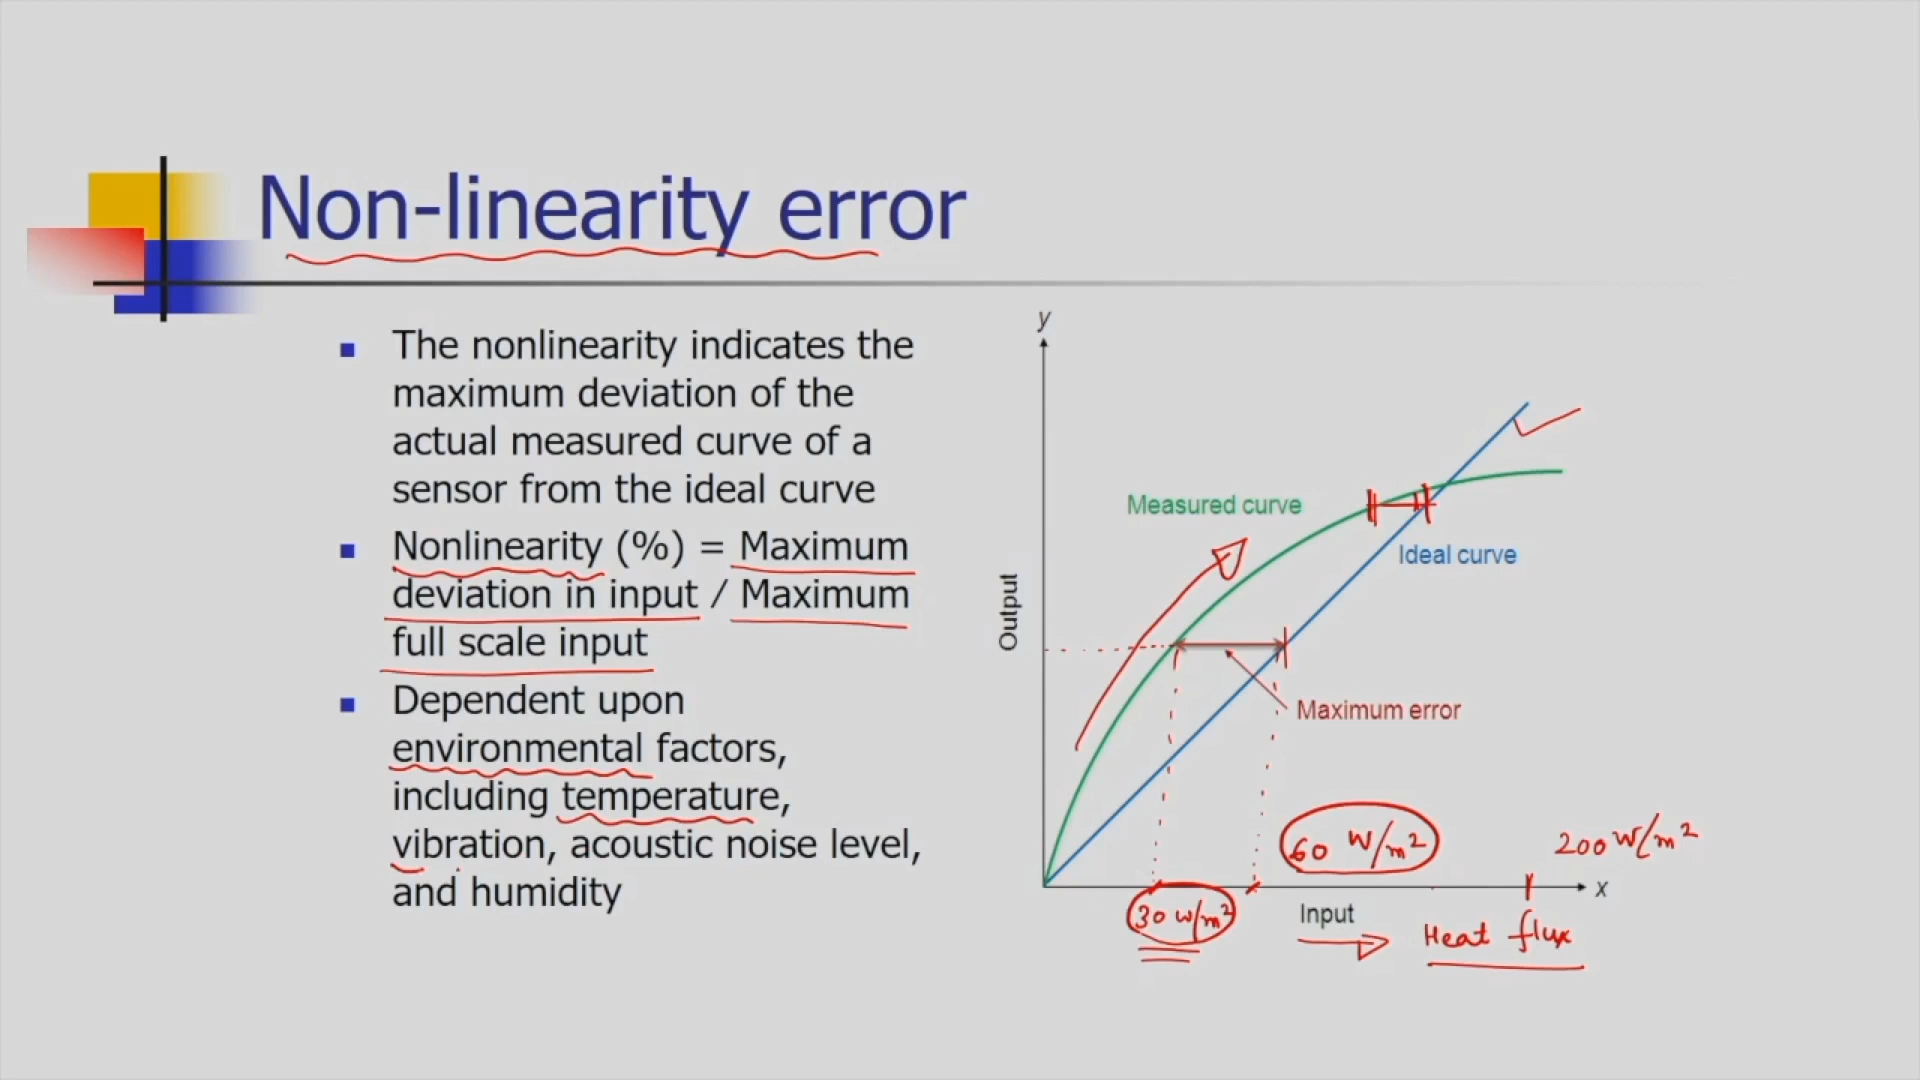 Non-linearity error
The nonlinearity indicates the
maximum deviation of the
actual measured curve of a
sensor from the ideal curve
Nonlinearity (%) = Maximum
deviation in input / Maximum
full scale input
Dependent upon
environmental factors,
including temperature,
vibration, acoustic noise level,
and humidity
y
Measured curve
Ideal curve
Output
Maximum error
60 W/m²
200 W/m²
x
30 W/m²
Input
Heat flux